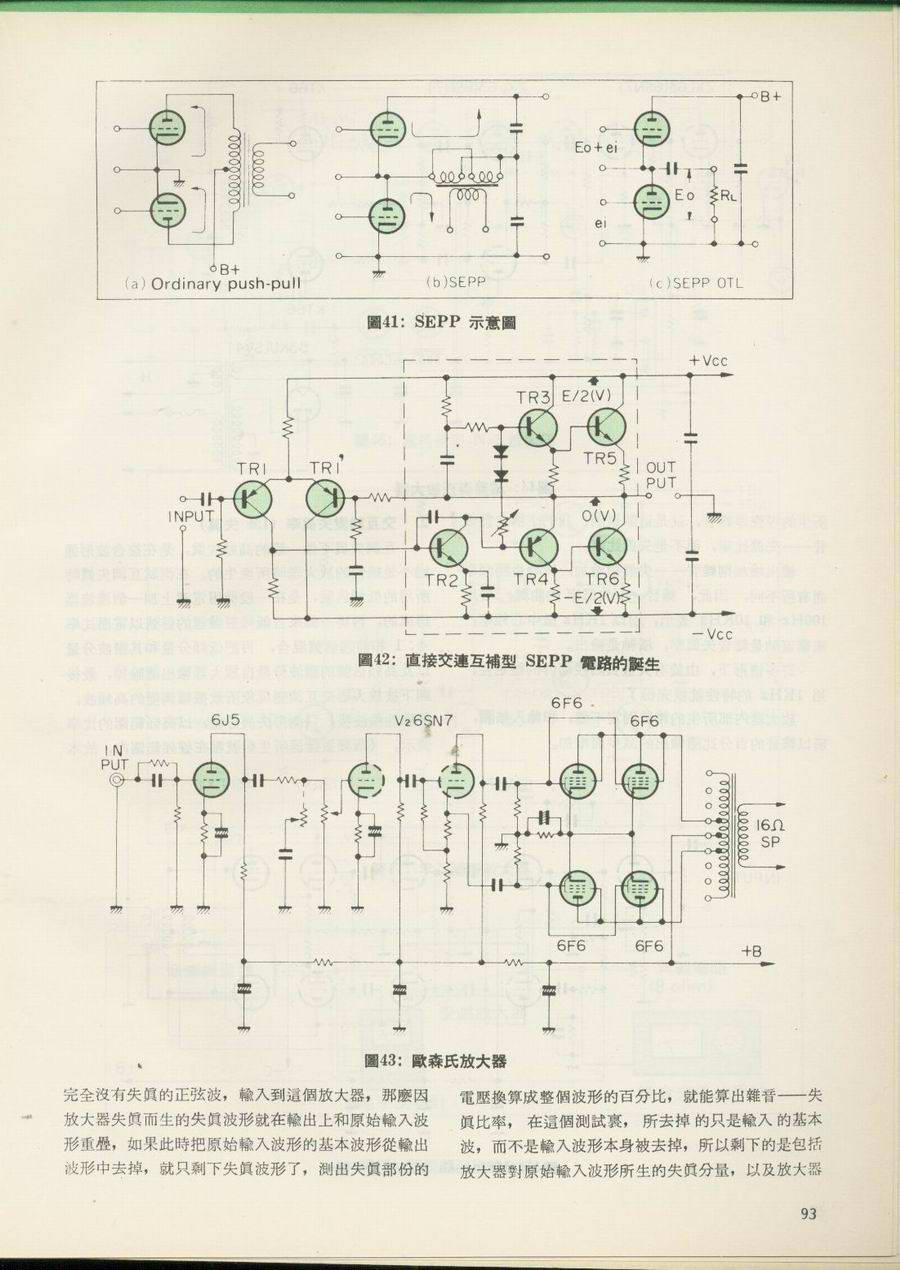 B+
Eo+ei
Eo
RL
ei
B+
(a) Ordinary push-pull
(b) SEPP
(c) SEPP OTL
圖41: SEPP 示意圖
+Vcc
TR3
E/2(V)
TR1
TR1'
TR5
OUT
PUT
INPUT
O(V)
TR2
TR4
TR6
-E/2(V)
-Vcc
圖42: 直接交連互補型 SEPP 電路的誕生
6J5
V2 6SN7
6F6
6F6
IN
PUT
16Ω
SP
6F6
6F6
+B
圖43: 歐森氏放大器
完全沒有失眞的正弦波，輸入到這個放大器，那麽因
放大器失眞而生的失眞波形就在輸出上和原始輸入波
形重疊，如果此時把原始輸入波形的基本波形從輸出
波形中去掉，就只剩下失眞波形了，測出失眞部份的
電壓換算成整個波形的百分比，就能算出雜音——失
眞比率，在這個測試裏，所去掉的只是輸入的基本
波，而不是輸入波形本身被去掉，所以剩下的是包括
放大器對原始輸入波形所生的失眞分量，以及放大器
93